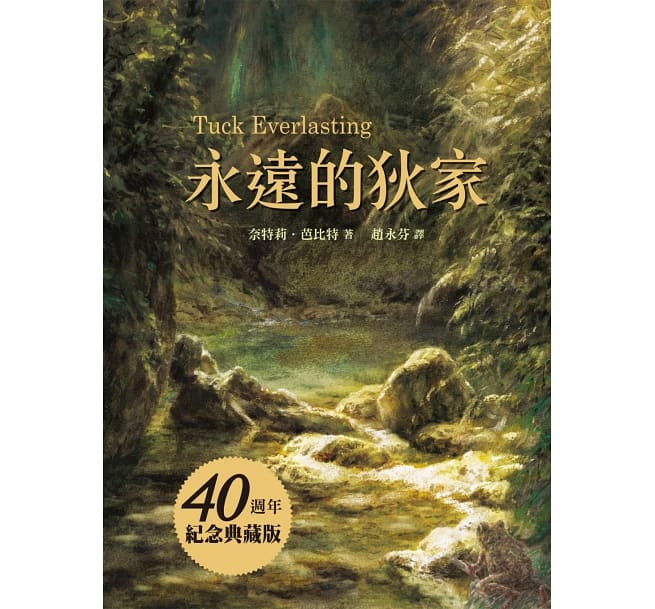 Tuck Everlasting
永遠的狄家
奈特莉・芭比特 著 趙永芬 譯
40週年
紀念典藏版